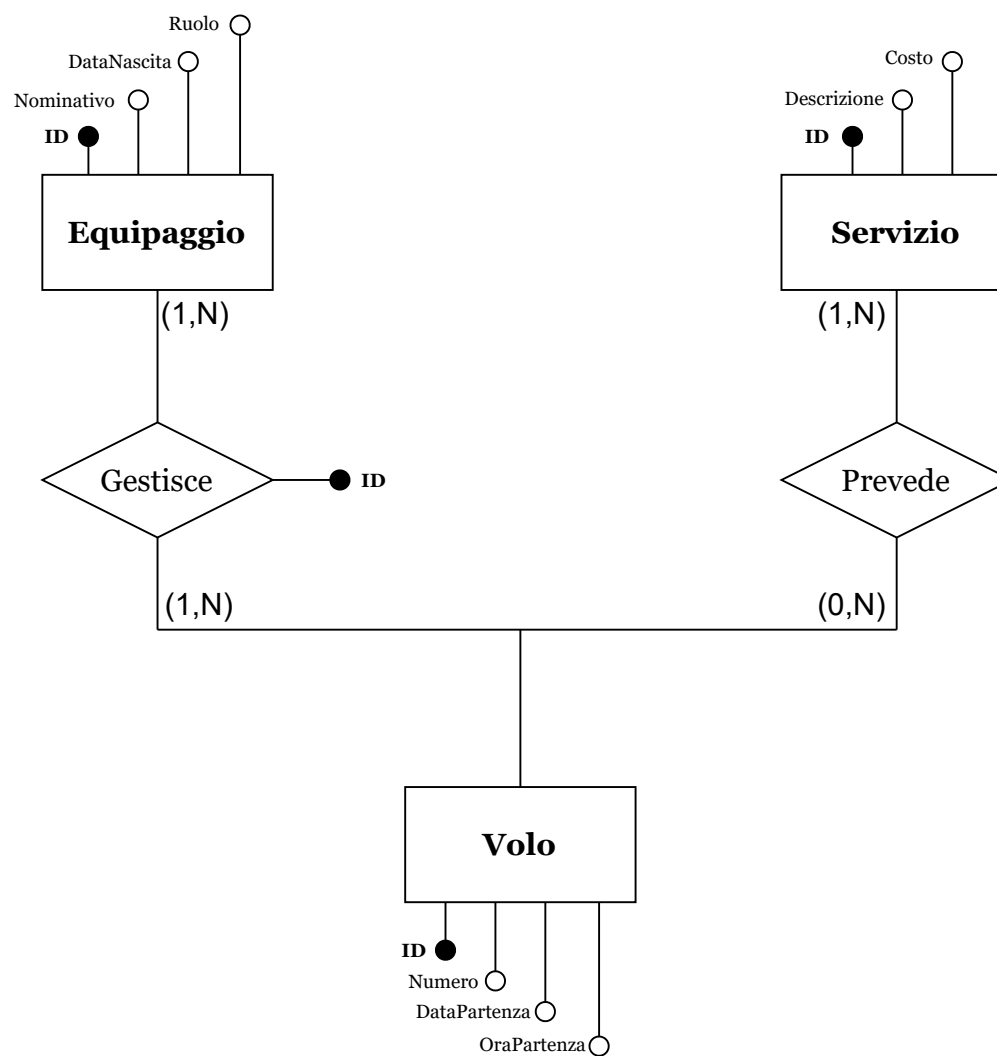 Ruolo
DataNascita
Nominativo
ID
Equipaggio
(1,N)
Gestisce
ID
(1,N)
Costo
Descrizione
ID
Servizio
(1,N)
Prevede
(0,N)
Volo
ID
Numero
DataPartenza
OraPartenza